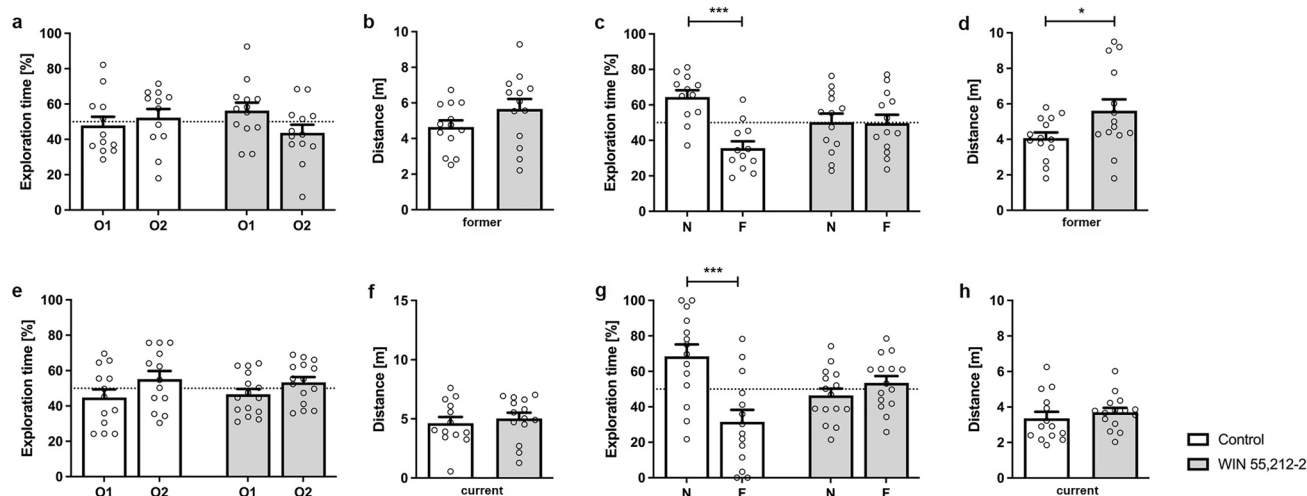 a
Exploration time [%]
100
80
60
40
20
0
O1 O2 O1 O2
b
Distance [m]
10
8
6
4
2
0
former
c
***
Exploration time [%]
100
80
60
40
20
0
N F N F
d
*
Distance [m]
10
8
6
4
2
0
former
e
Exploration time [%]
100
80
60
40
20
0
O1 O2 O1 O2
f
Distance [m]
15
10
5
0
current
g
***
Exploration time [%]
100
80
60
40
20
0
N F N F
h
Distance [m]
10
8
6
4
2
0
current
Control
WIN 55,212-2